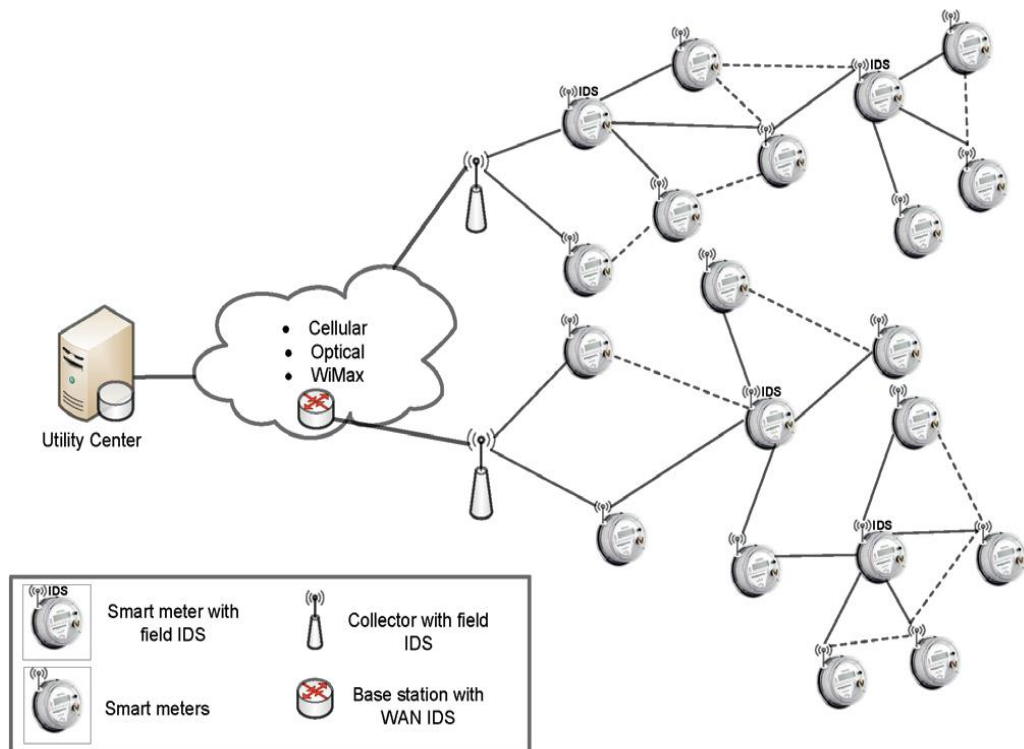 IDS
IDS
• Cellular
• Optical
• WiMax
Utility Center
IDS
IDS
IDS
Smart meter with
field IDS
Collector with field
IDS
Smart meters
Base station with
WAN IDS